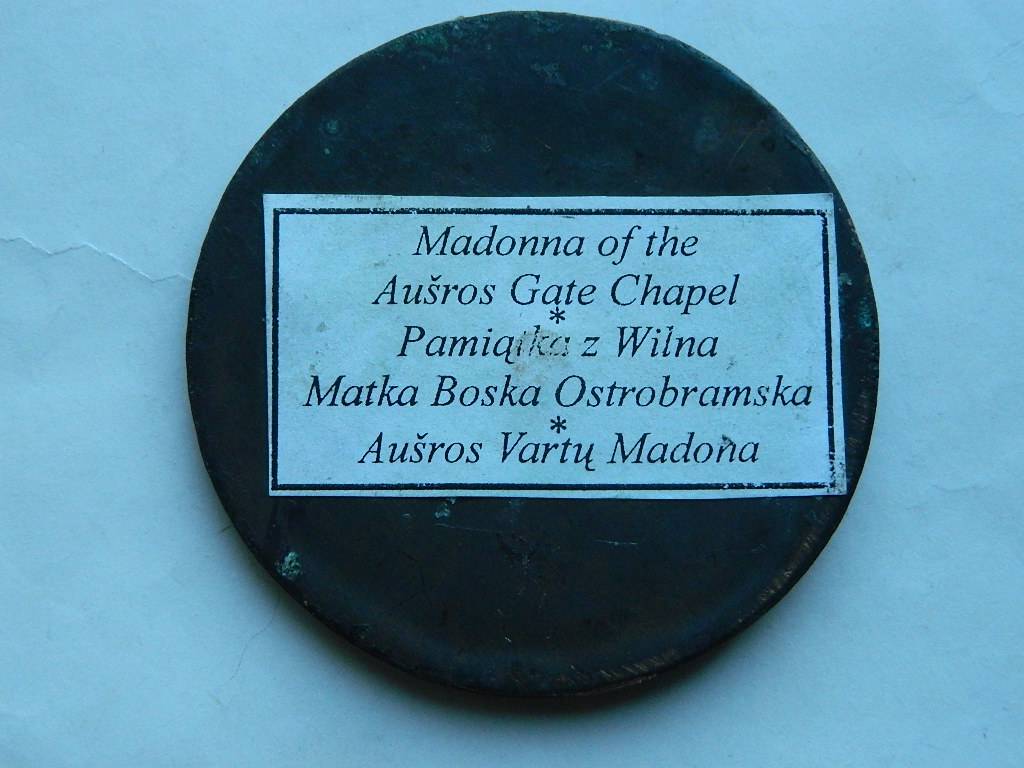 Madonna of the
Aušros Gate Chapel
*
Pamiątka z Wilna
Matka Boska Ostrobramska
*
Aušros Vartų Madona